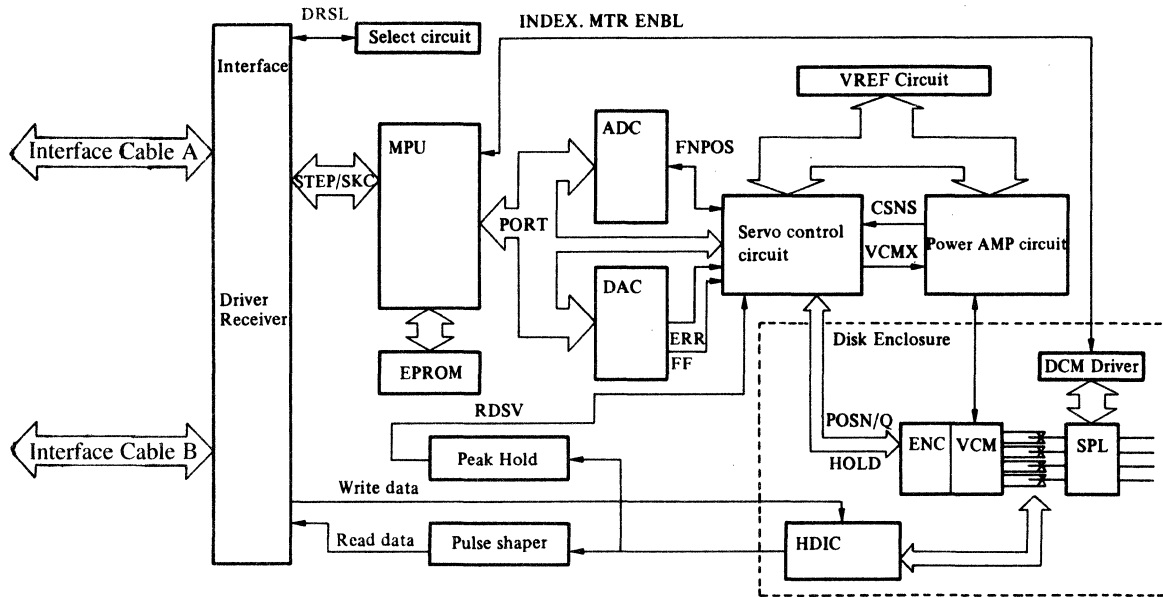 DRSL
INDEX. MTR ENBL
Select circuit
Interface
VREF Circuit
Interface Cable A
MPU
ADC
FNPOS
STEP/SKC
PORT
CSNS
Servo control
circuit
Power AMP circuit
VCMX
DAC
Driver
Receiver
ERR
FF
Disk Enclosure
EPROM
DCM Driver
RDSV
POSN/Q
Interface Cable B
Peak Hold
HOLD
ENC
VCM
SPL
Write data
Read data
Pulse shaper
HDIC